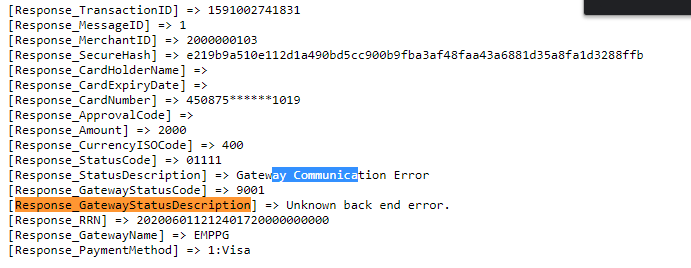 [Response_TransactionID] => 1591002741831
[Response_MessageID] => 1
[Response_MerchantID] => 2000000103
[Response_SecureHash] => e219b9a510e112d1a490bd5cc900b9fba3af48faa43a6881d35a8fa1d3288ffb
[Response_CardHolderName] =>
[Response_CardExpiryDate] =>
[Response_CardNumber] => 450875******1019
[Response_ApprovalCode] =>
[Response_Amount] => 2000
[Response_CurrencyISOCode] => 400
[Response_StatusCode] => 01111
[Response_StatusDescription] => Gateway Communication Error
[Response_GatewayStatusCode] => 9001
[Response_GatewayStatusDescription] => Unknown back end error.
[Response_RRN] => 202006011212401720000000000
[Response_GatewayName] => EMPPG
[Response_PaymentMethod] => 1:Visa